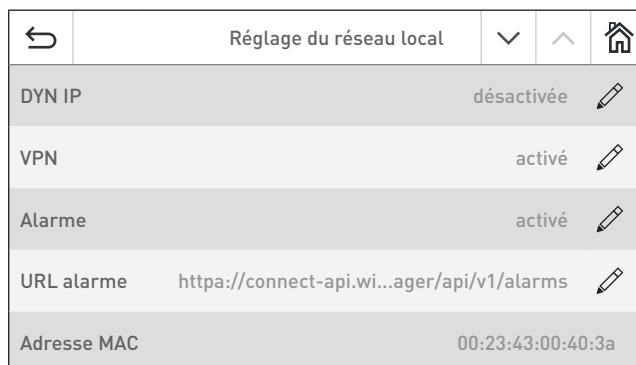 Réglage du réseau local
DYN IP désactivée
VPN activé
Alarme activé
URL alarme httpa://connect-api.wi...ager/api/v1/alarms
Adresse MAC 00:23:43:00:40:3a